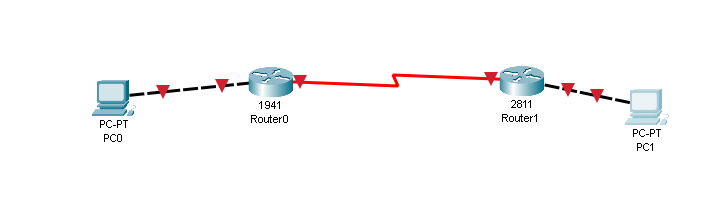 PC-PT
PC0
1941
Router0
2811
Router1
PC-PT
PC1